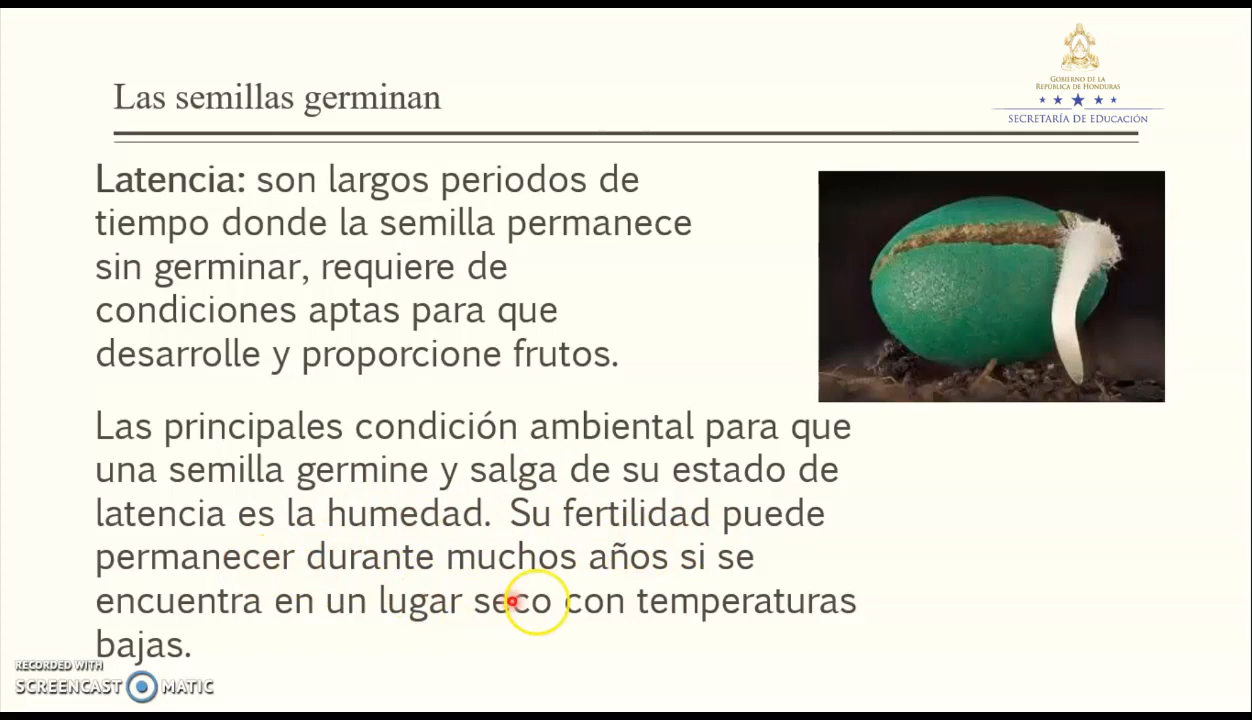 Las semillas germinan
GOBIERNO DE LA
REPÚBLICA DE HONDURAS
SECRETARÍA DE EDUCACIÓN
Latencia: son largos periodos de
tiempo donde la semilla permanece
sin germinar, requiere de
condiciones aptas para que
desarrolle y proporcione frutos.
Las principales condición ambiental para que
una semilla germine y salga de su estado de
latencia es la humedad. Su fertilidad puede
permanecer durante muchos años si se
encuentra en un lugar seco con temperaturas
bajas.
RECORDED WITH
SCREENCAST MATIC